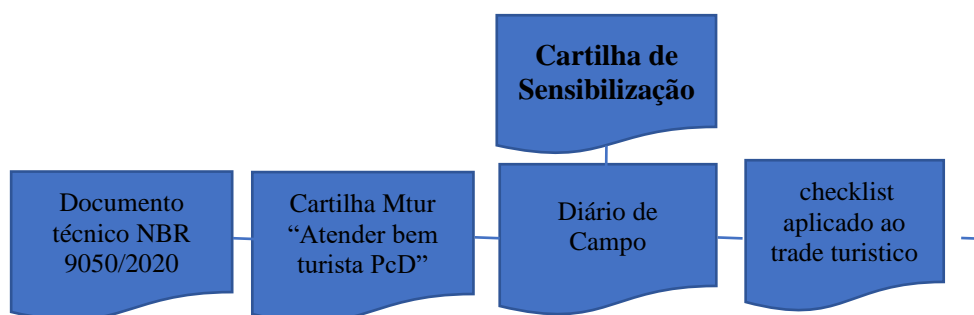 Cartilha de
Sensibilização
Documento
técnico NBR
9050/2020
Cartilha Mtur
“Atender bem
turista PcD”
Diário de
Campo
checklist
aplicado ao
trade turistico